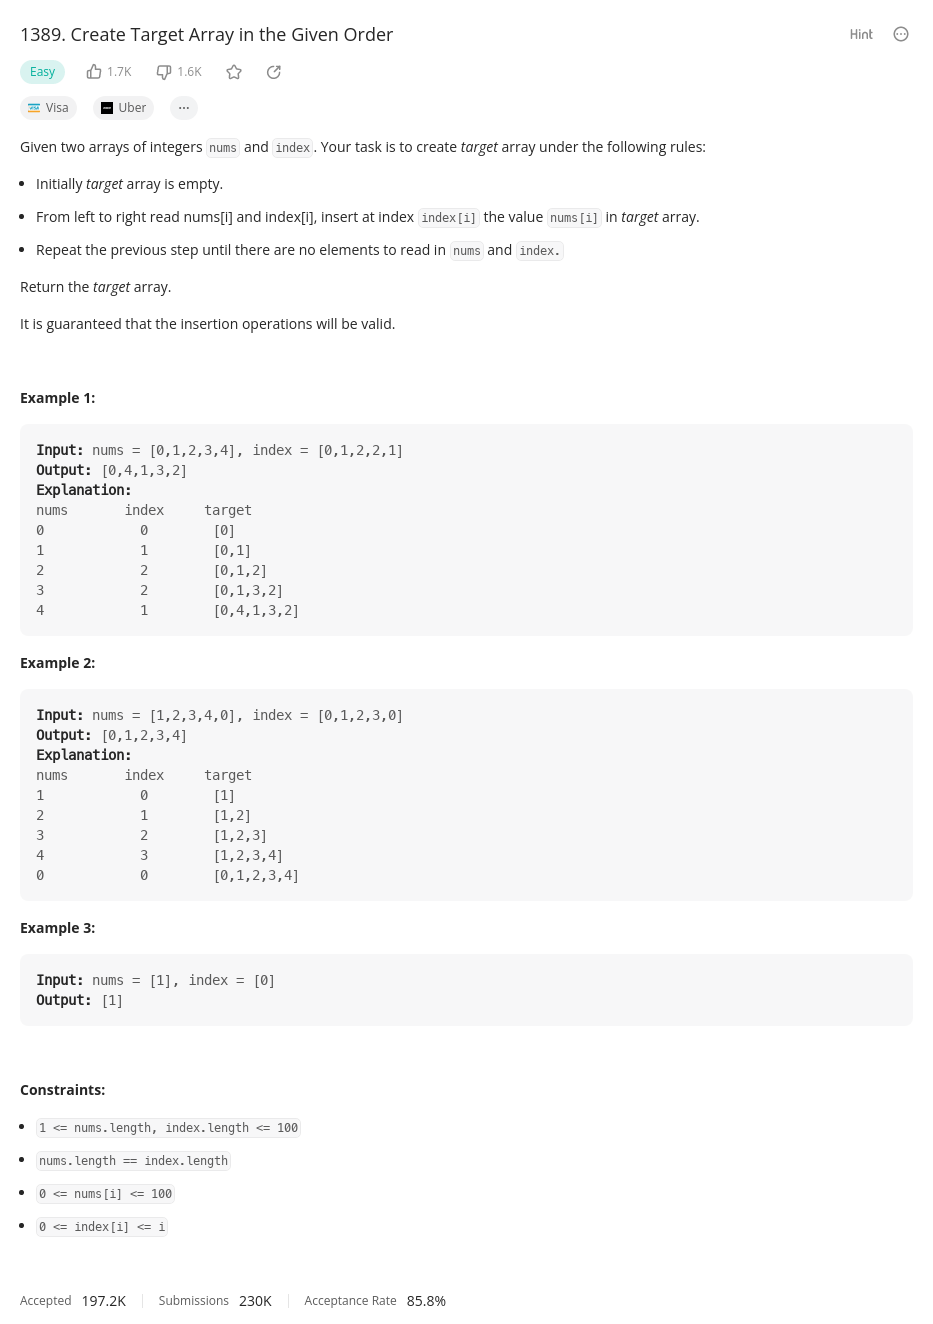 1389. Create Target Array in the Given Order
Hint
Easy 1.7K 1.6K
VISA Visa Uber
Given two arrays of integers nums and index. Your task is to create target array under the following rules:
Initially target array is empty.
From left to right read nums[i] and index[i], insert at index index[i] the value nums[i] in target array.
Repeat the previous step until there are no elements to read in nums and index.
Return the target array.
It is guaranteed that the insertion operations will be valid.
Example 1:
Input: nums = [0,1,2,3,4], index = [0,1,2,2,1]
Output: [0,4,1,3,2]
Explanation:
nums       index     target
0            0        [0]
1            1        [0,1]
2            2        [0,1,2]
3            2        [0,1,3,2]
4            1        [0,4,1,3,2]
Example 2:
Input: nums = [1,2,3,4,0], index = [0,1,2,3,0]
Output: [0,1,2,3,4]
Explanation:
nums       index     target
1            0        [1]
2            1        [1,2]
3            2        [1,2,3]
4            3        [1,2,3,4]
0            0        [0,1,2,3,4]
Example 3:
Input: nums = [1], index = [0]
Output: [1]
Constraints:
1 <= nums.length, index.length <= 100
nums.length == index.length
0 <= nums[i] <= 100
0 <= index[i] <= i
Accepted 197.2K Submissions 230K Acceptance Rate 85.8%